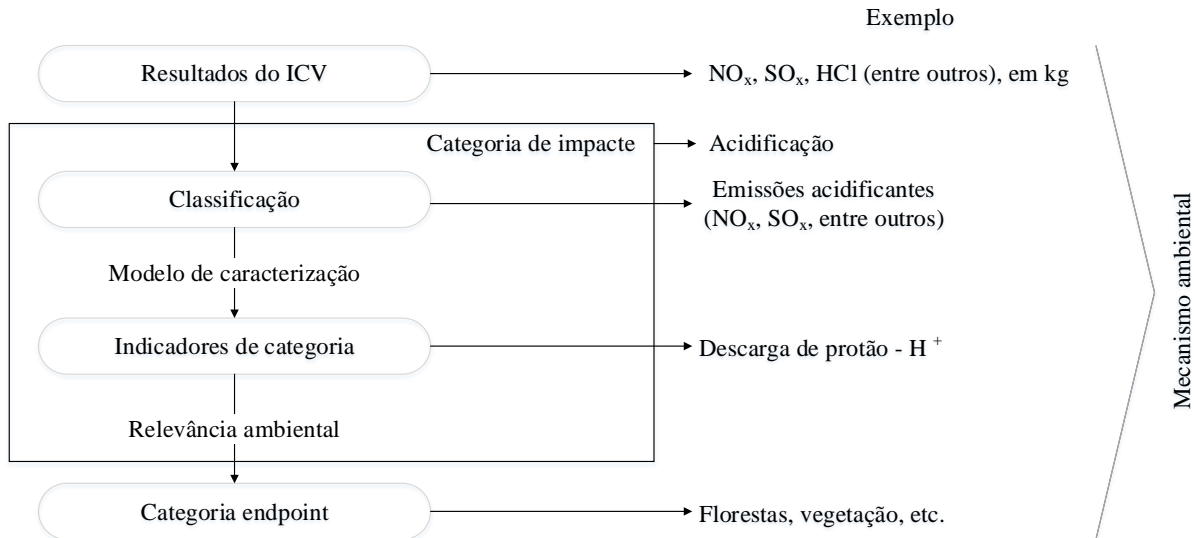 Exemplo
Resultados do ICV
NOₓ, SOₓ, HCl (entre outros), em kg
Categoria de impacte
Acidificação
Classificação
Emissões acidificantes
(NOₓ, SOₓ, entre outros)
Modelo de caracterização
Indicadores de categoria
Descarga de protão - H ⁺
Relevância ambiental
Categoria endpoint
Florestas, vegetação, etc.
Mecanismo ambiental